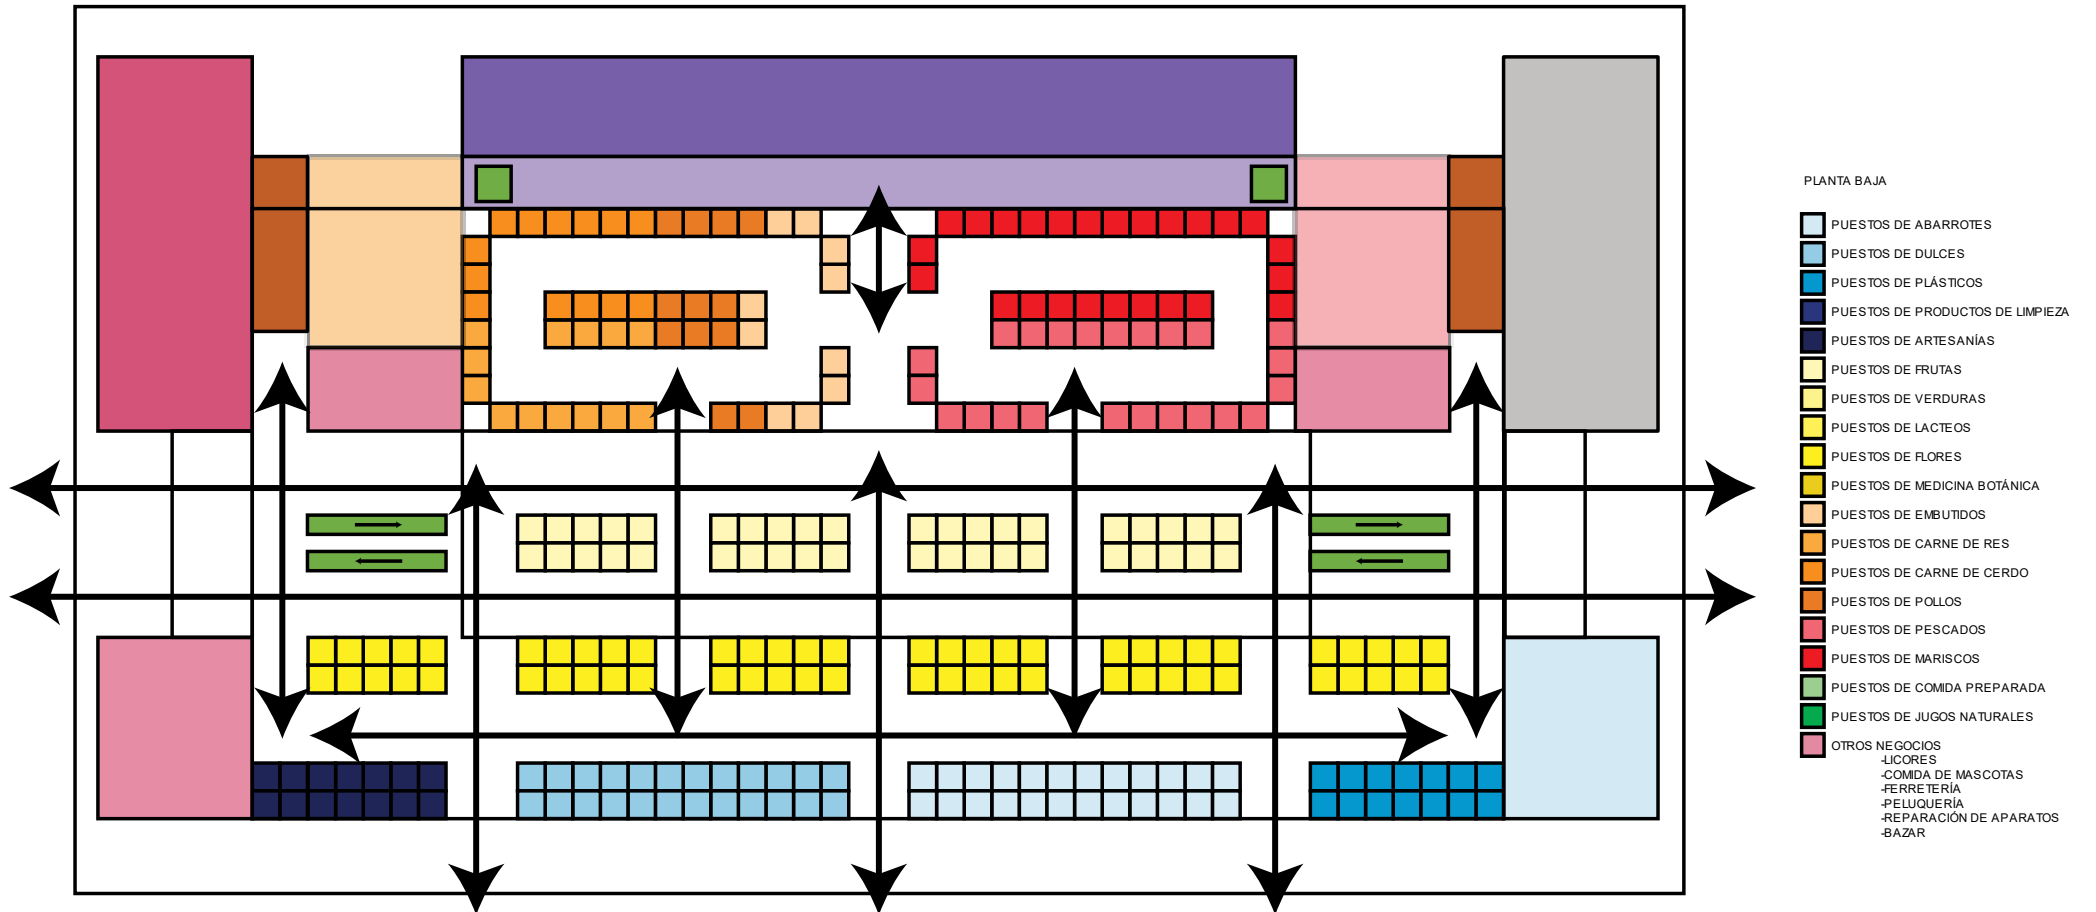 PLANTA BAJA
PUESTOS DE ABARROTES
PUESTOS DE DULCES
PUESTOS DE PLÁSTICOS
PUESTOS DE PRODUCTOS DE LIMPIEZA
PUESTOS DE ARTESANÍAS
PUESTOS DE FRUTAS
PUESTOS DE VERDURAS
PUESTOS DE LACTEOS
PUESTOS DE FLORES
PUESTOS DE MEDICINA BOTÁNICA
PUESTOS DE EMBUTIDOS
PUESTOS DE CARNE DE RES
PUESTOS DE CARNE DE CERDO
PUESTOS DE POLLOS
PUESTOS DE PESCADOS
PUESTOS DE MARISCOS
PUESTOS DE COMIDA PREPARADA
PUESTOS DE JUGOS NATURALES
OTROS NEGOCIOS
-LICORES
-COMIDA DE MASCOTAS
-FERRETERÍA
-PELUQUERÍA
-REPARACIÓN DE APARATOS
-BAZAR